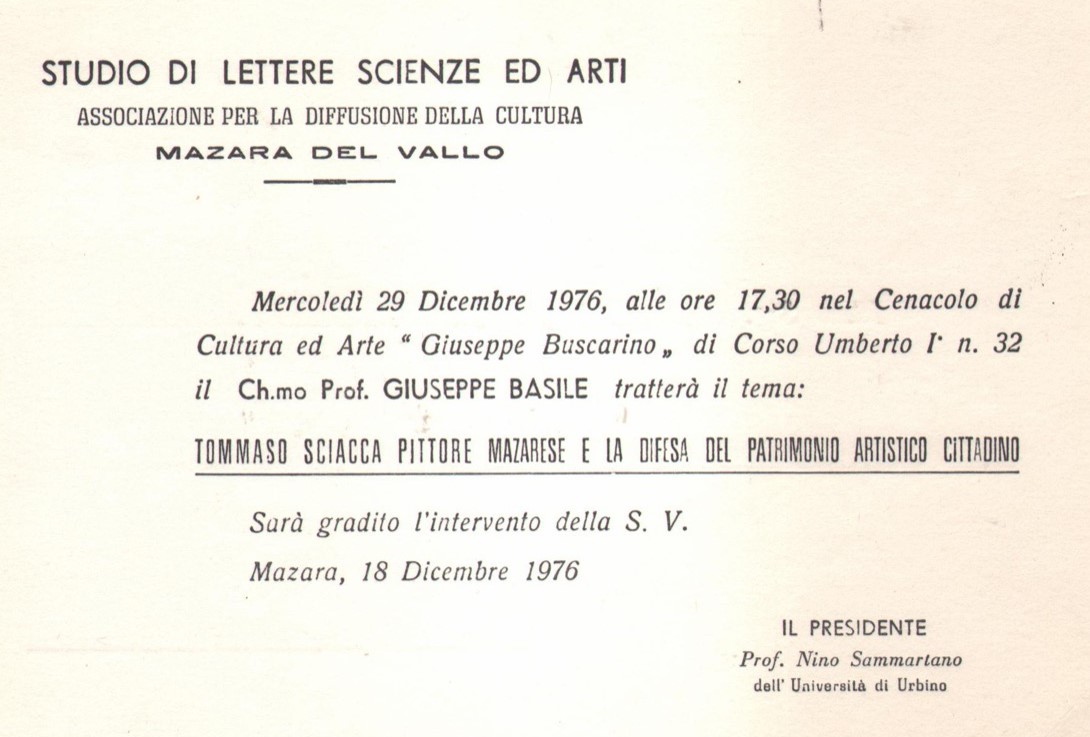 STUDIO DI LETTERE SCIENZE ED ARTI
ASSOCIAZIONE PER LA DIFFUSIONE DELLA CULTURA
MAZARA DEL VALLO
Mercoledì 29 Dicembre 1976, alle ore 17,30 nel Cenacolo di
Cultura ed Arte “ Giuseppe Buscarino „ di Corso Umberto I° n. 32
il Ch.mo Prof. GIUSEPPE BASILE tratterà il tema:
TOMMASO SCIACCA PITTORE MAZARESE E LA DIFESA DEL PATRIMONIO ARTISTICO CITTADINO
Sarà gradito l'intervento della S. V.
Mazara, 18 Dicembre 1976
IL PRESIDENTE
Prof. Nino Sammartano
dell' Università di Urbino